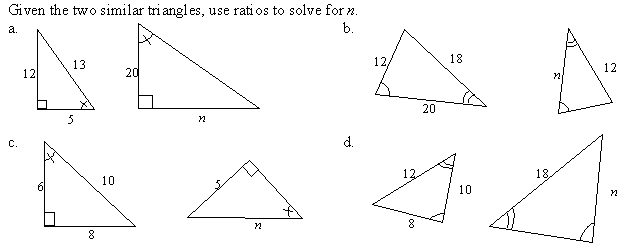 Given the two similar triangles, use ratios to solve for n.
a.
b.
12
13
5
20
n
12
18
20
n
12
c.
d.
6
10
8
5
n
12
10
8
18
n